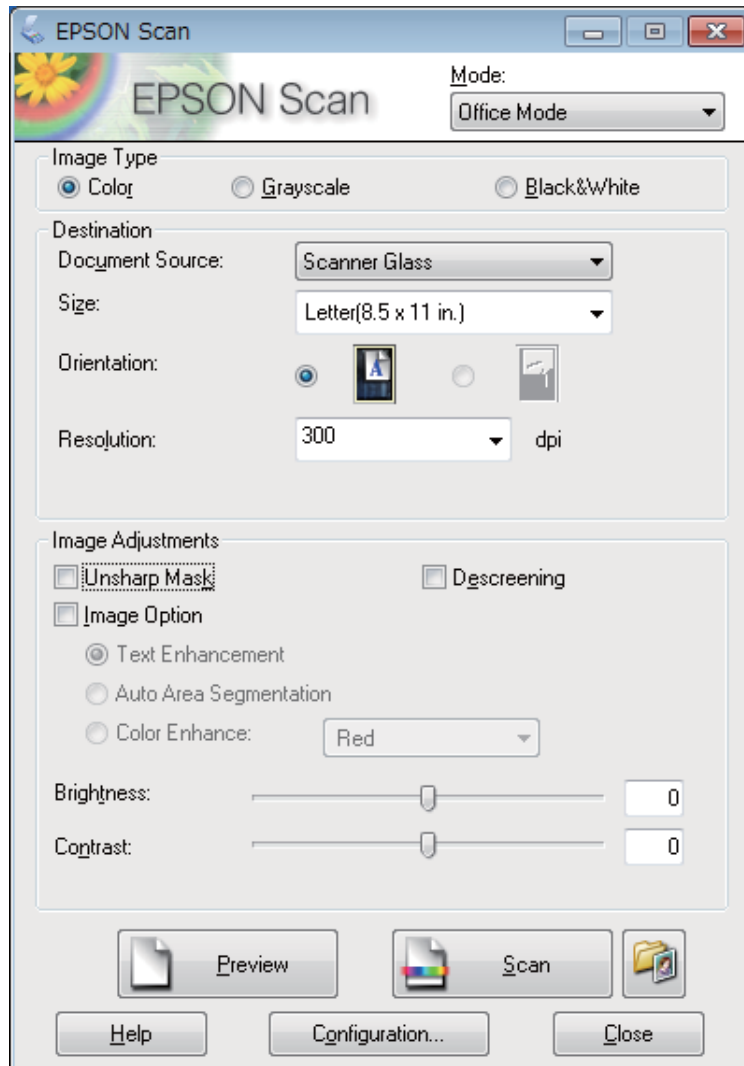 EPSON Scan
EPSON Scan
Mode:
Office Mode
Image Type
Color Grayscale Black&White
Destination
Document Source: Scanner Glass
Size: Letter(8.5 x 11 in.)
Orientation: A
Resolution: 300 dpi
Image Adjustments
Unsharp Mask Descreening
Image Option
Text Enhancement
Auto Area Segmentation
Color Enhance: Red
Brightness: 0
Contrast: 0
Preview Scan
Help Configuration... Close